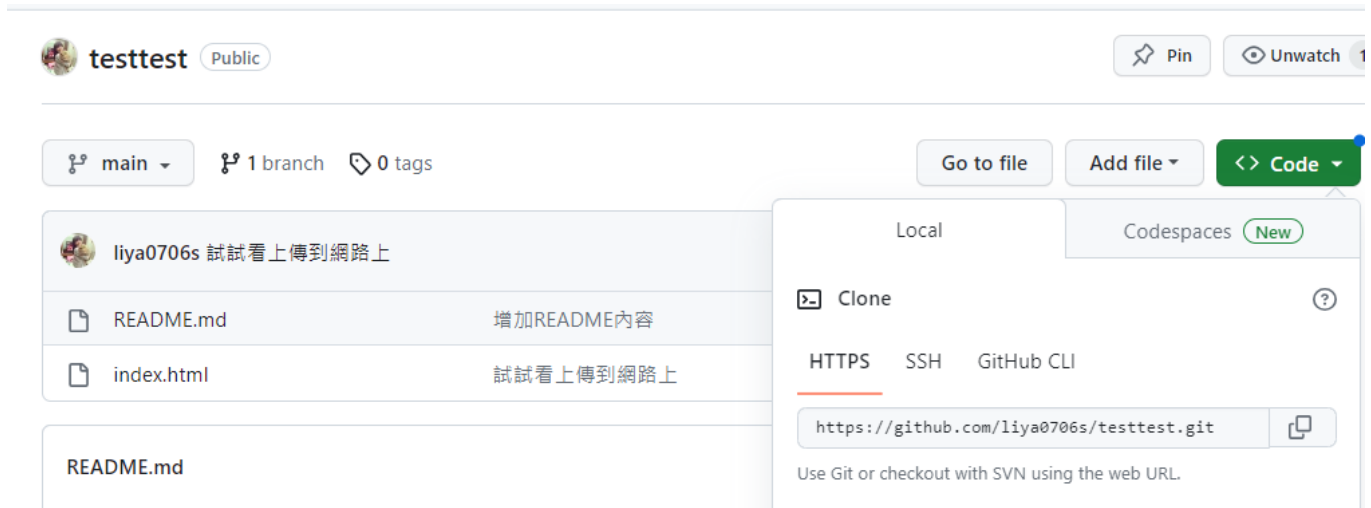 testtest Public Pin Unwatch 1
main 1 branch 0 tags Go to file Add file Code
Local Codespaces New
liya0706s 試試看上傳到網路上
Clone
README.md 增加README內容
HTTPS SSH GitHub CLI
index.html 試試看上傳到網路上
https://github.com/liya0706s/testtest.git
README.md
Use Git or checkout with SVN using the web URL.